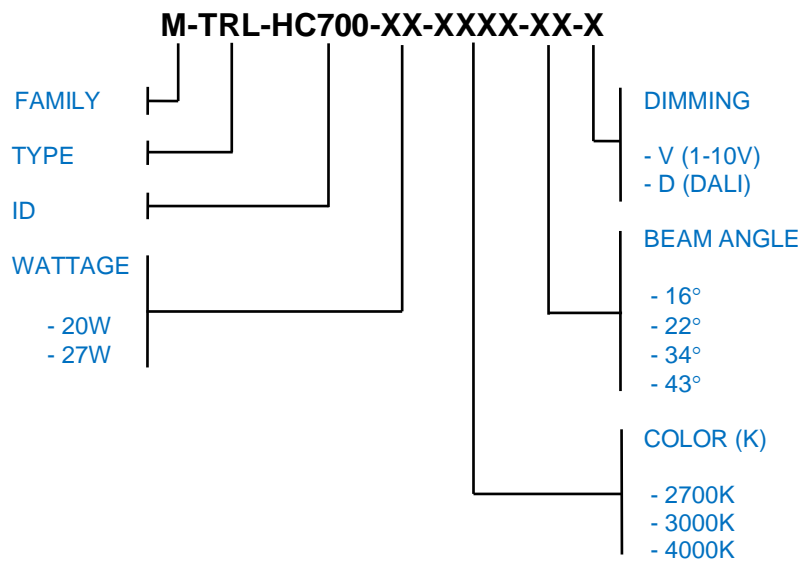 M-TRL-HC700-XX-XXXX-XX-X
FAMILY
TYPE
ID
WATTAGE
- 20W
- 27W
DIMMING
- V (1-10V)
- D (DALI)
BEAM ANGLE
- 16°
- 22°
- 34°
- 43°
COLOR (K)
- 2700K
- 3000K
- 4000K